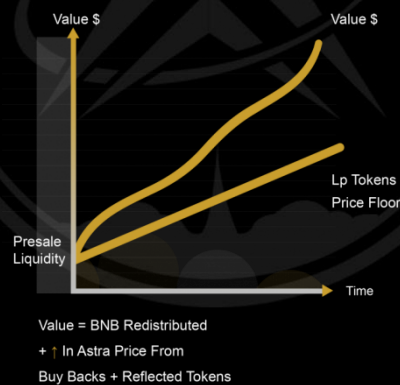 Value $
Value $
Lp Tokens
Price Floor
Presale
Liquidity
Time
Value = BNB Redistributed
+ ↑ In Astra Price From
Buy Backs + Reflected Tokens